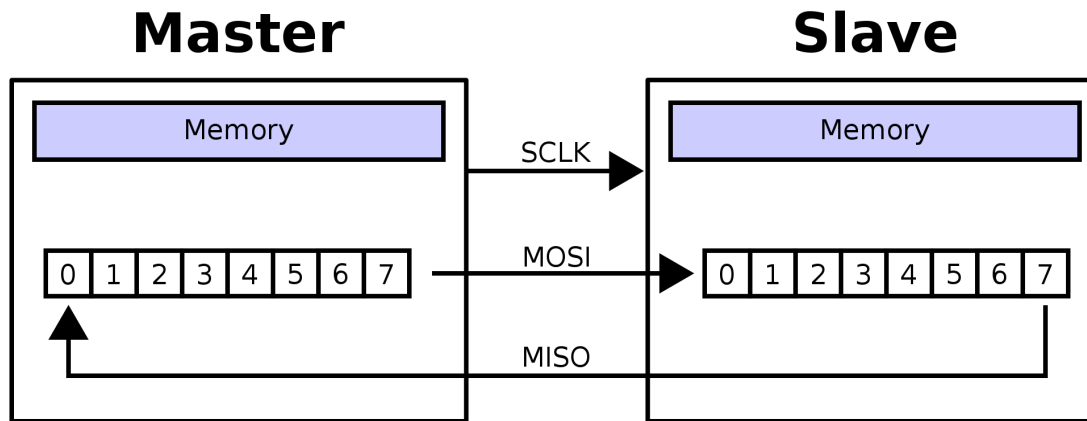 Master Slave
Memory Memory
SCLK
MOSI
0 1 2 3 4 5 6 7 0 1 2 3 4 5 6 7
MISO